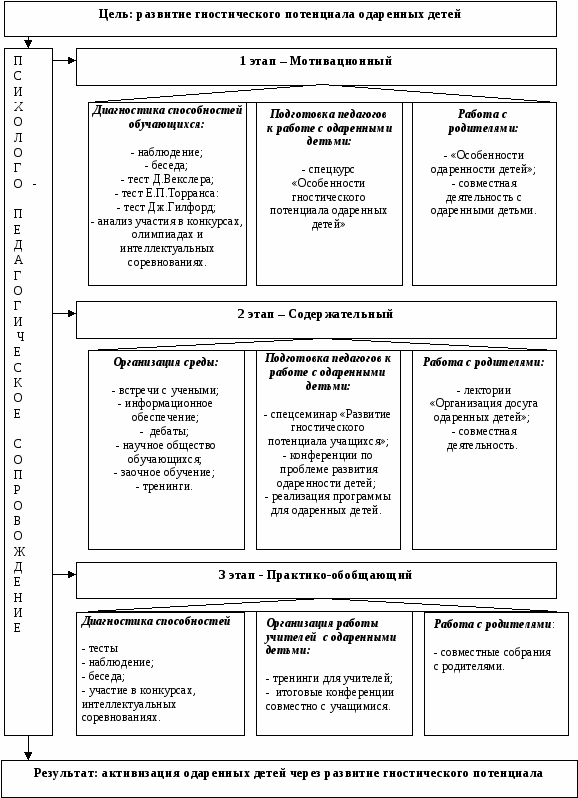 Цель: развитие гностического потенциала одаренных детей
ПСИХОЛОГО - ПЕДАГОГИЧЕСКОЕ СОПРОВОЖДЕНИЕ
1 этап – Мотивационный
Диагностика способностей
обучающихся:
- наблюдение;
- беседа;
- тест Д.Векслера;
- тест Е.П.Торранса:
- тест Дж.Гилфорд;
- анализ участия в конкурсах,
олимпиадах и
интеллектуальных
соревнованиях.
Подготовка педагогов
к работе с одаренными
детьми:
- спецкурс
«Особенности
гностического
потенциала одаренных
детей»
Работа с
родителями:
- «Особенности
одаренности детей»;
- совместная
деятельность с
одаренными детьми.
2 этап – Содержательный
Организация среды:
- встречи с учеными;
- информационное
обеспечение;
- дебаты;
- научное общество
обучающихся;
- заочное обучение;
- тренинги.
Подготовка педагогов к
работе с одаренными
детьми:
- спецсеминар «Развитие
гностического
потенциала учащихся»;
- конференции по
проблеме развития
одаренности детей;
- реализация программы
для одаренных детей.
Работа с родителями:
- лектории
«Организация досуга
одаренных детей»;
- совместная
деятельность.
3 этап - Практико-обобщающий
Диагностика способностей
- тесты
- наблюдение;
- беседа;
- участие в конкурсах,
интеллектуальных
соревнованиях.
Организация работы
учителей с одаренными
детьми:
- тренинги для учителей;
- итоговые конференции
совместно с учащимися.
Работа с родителями:
- совместные собрания
с родителями.
Результат: активизация одаренных детей через развитие гностического потенциала